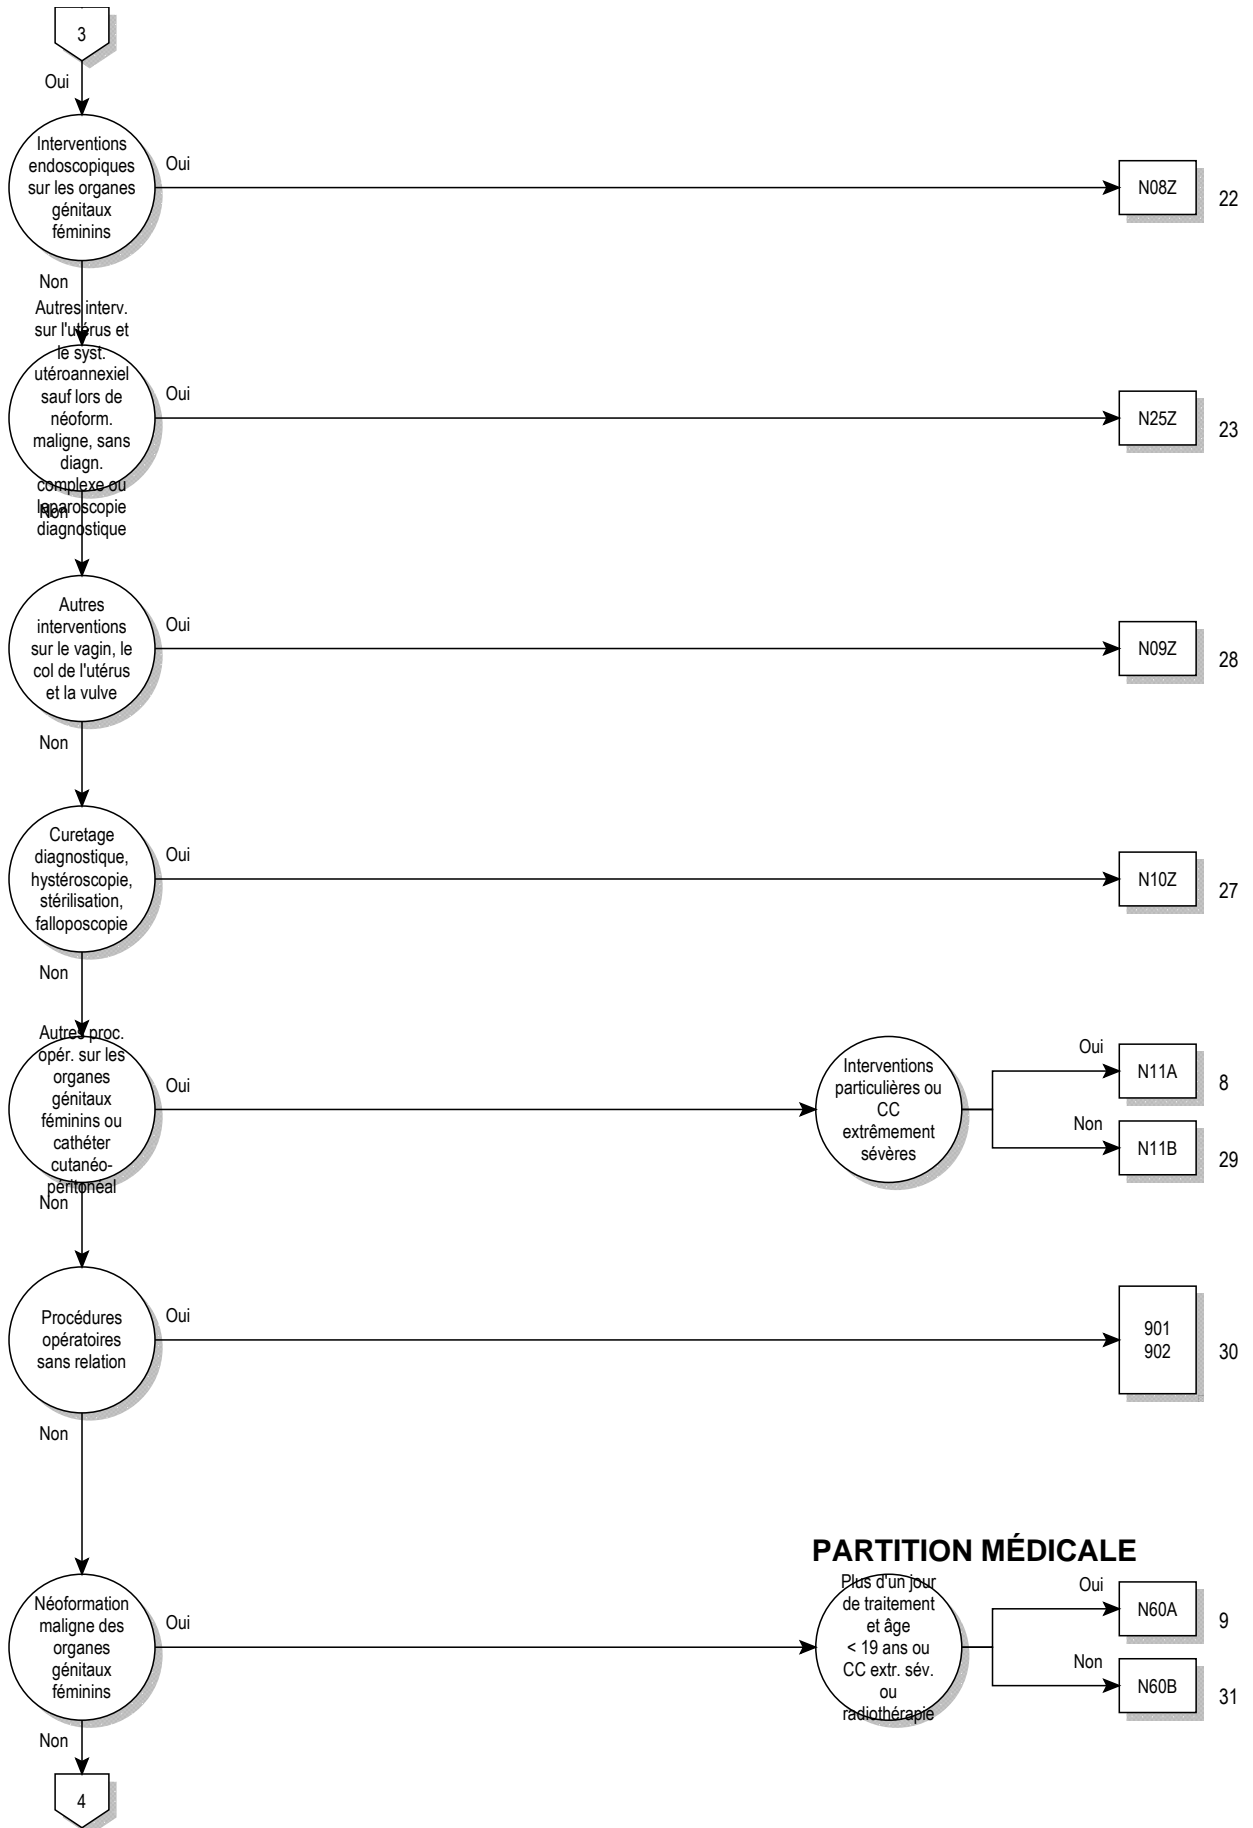 3
Oui
Interventions
endoscopiques
sur les organes
génitaux
féminins
Oui
N08Z
22
Non
Autres interv.
sur l'utérus et
le syst.
utéroannexiel
sauf lors de
néoform.
maligne, sans
diagn.
complexe ou
laparoscopie
diagnostique
Oui
N25Z
23
Non
Autres
interventions
sur le vagin, le
col de l'utérus
et la vulve
Oui
N09Z
28
Non
Curetage
diagnostique,
hystéroscopie,
stérilisation,
falloposcopie
Oui
N10Z
27
Non
Autres proc.
opér. sur les
organes
génitaux
féminins ou
cathéter
cutanéo-
péritonéal
Oui
Interventions
particulières ou
CC
extrêmement
sévères
Oui
N11A
8
Non
N11B
29
Non
Procédures
opératoires
sans relation
Oui
901
902
30
Non
PARTITION MÉDICALE
Néoformation
maligne des
organes
génitaux
féminins
Oui
Plus d'un jour
de traitement
et âge
< 19 ans ou
CC extr. sév.
ou
radiothérapie
Oui
N60A
9
Non
N60B
31
Non
4